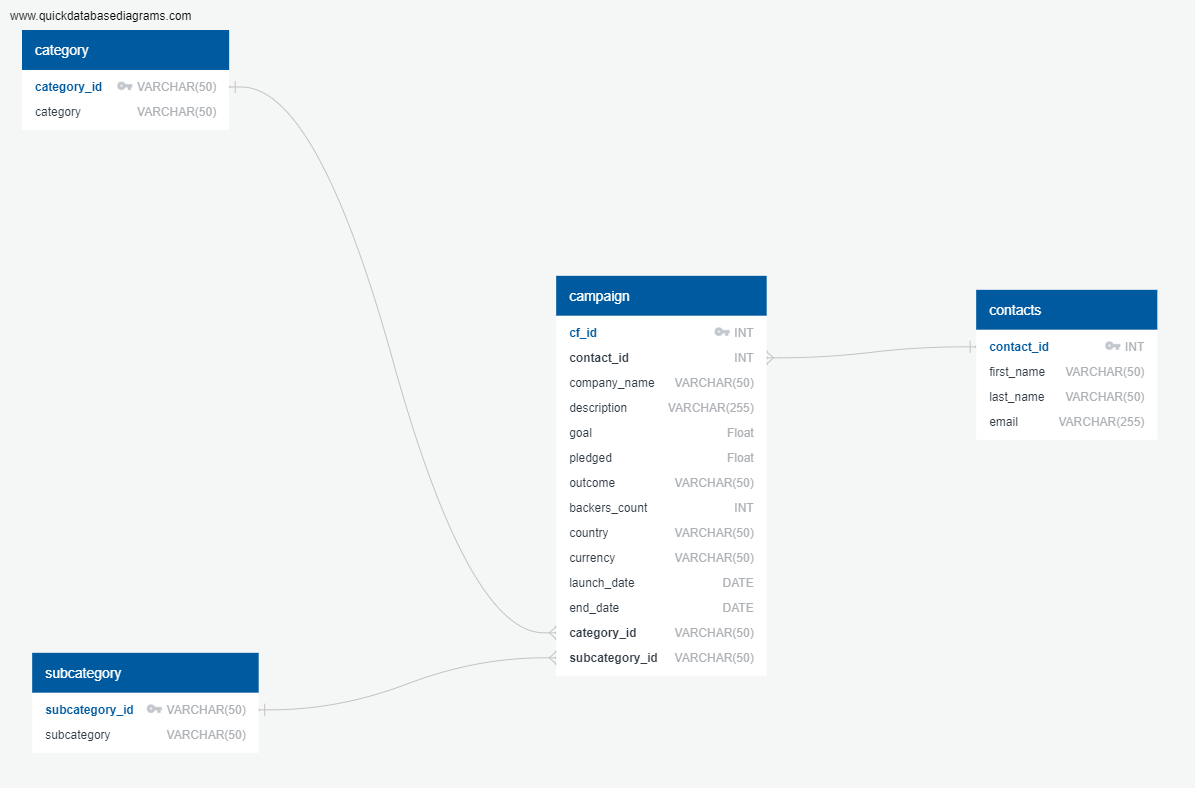 www.quickdatabasediagrams.com
category
category_id VARCHAR(50)
category VARCHAR(50)
campaign
cf_id INT
contact_id INT
company_name VARCHAR(50)
description VARCHAR(255)
goal Float
pledged Float
outcome VARCHAR(50)
backers_count INT
country VARCHAR(50)
currency VARCHAR(50)
launch_date DATE
end_date DATE
category_id VARCHAR(50)
subcategory_id VARCHAR(50)
contacts
contact_id INT
first_name VARCHAR(50)
last_name VARCHAR(50)
email VARCHAR(255)
subcategory
subcategory_id VARCHAR(50)
subcategory VARCHAR(50)